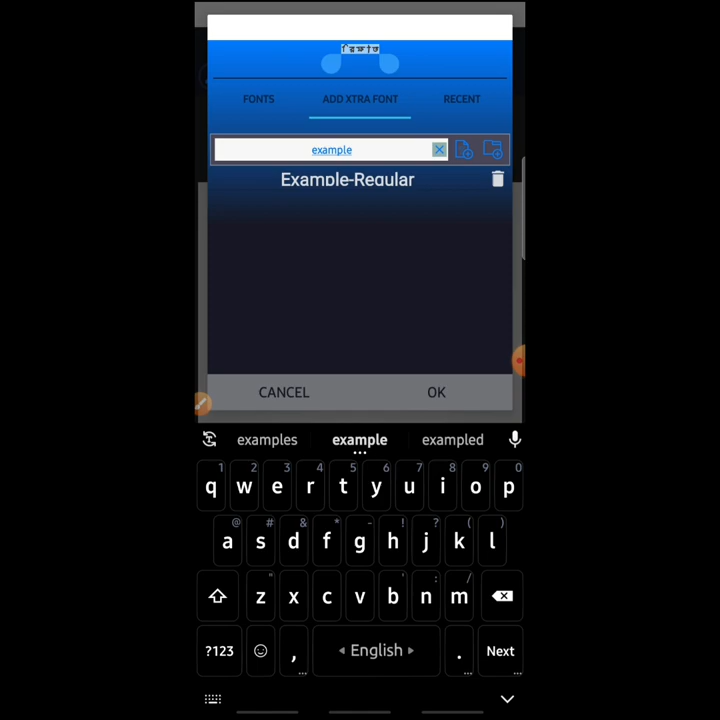 FONTS ADD XTRA FONT RECENT
example
Example-Regular
CANCEL OK
examples example exampled
1 2 3 4 5 6 7 8 9 0
q w e r t y u i o p
@ # & * - ! ? ( )
a s d f g h j k l
" ' : /
z x c v b n m
?123 , English . Next